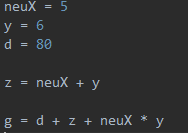 neuX = 5
y = 6
d = 80
z = neuX + y
g = d + z + neuX * y